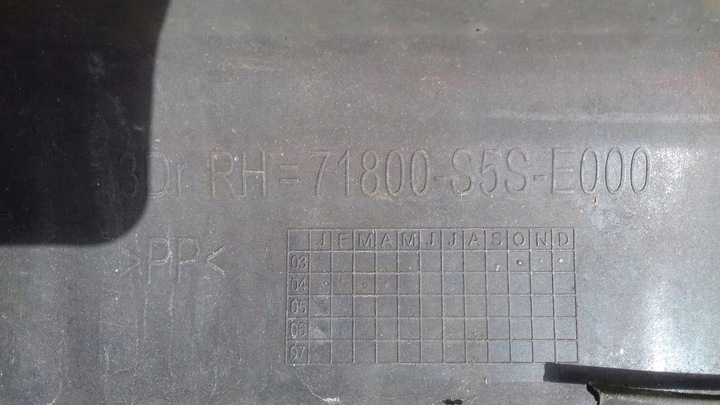 3Dr RH=71800-S5S-E000
>PP<
J F M A M J J A S O N D
03
04
05
06
07